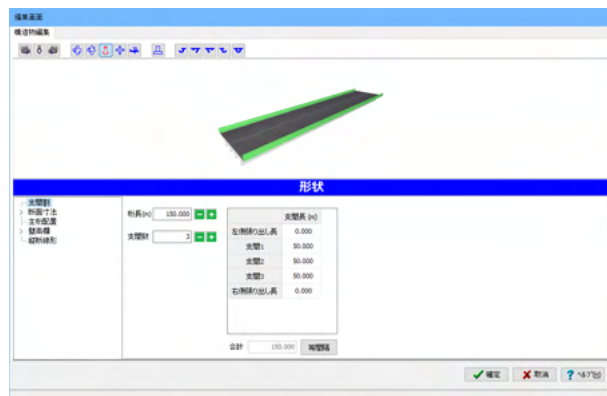 編集画面
構造物編集
形状
支間割
断面寸法
主桁配置
壁高欄
縦断線形
桁長(m) 150.000
支間数 3
支間長 (m)
左側張り出し長 0.000
支間1 50.000
支間2 50.000
支間3 50.000
右側張り出し長 0.000
合計 150.000 等間隔
確定 取消 ヘルプ(H)